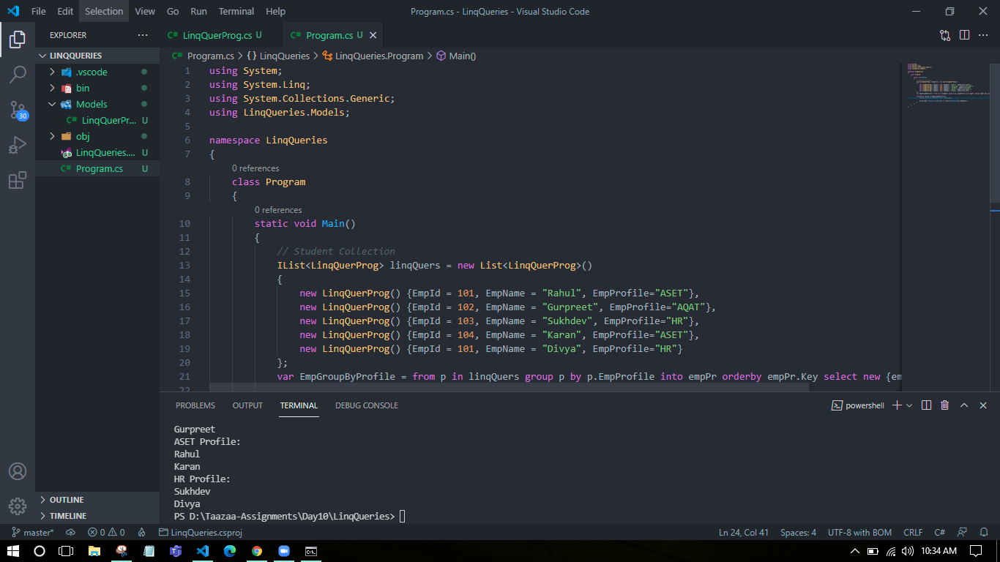 File Edit Selection View Go Run Terminal Help Program.cs - LinqQueries - Visual Studio Code
EXPLORER
LinqQuerProg.cs U Program.cs U
LINQQUERIES
Program.cs > {} LinqQueries > LinqQueries.Program > Main()
.vscode
bin
Models
LinqQuerPr... U
obj
LinqQueries.... U
Program.cs U
30
1 using System;
2 using System.Linq;
3 using System.Collections.Generic;
4 using LinqQueries.Models;
5
6 namespace LinqQueries
7 {
0 references
8 class Program
9 {
0 references
10 static void Main()
11 {
12 // Student Collection
13 IList<LinqQuerProg> linqQuers = new List<LinqQuerProg>()
14 {
15 new LinqQuerProg() {EmpId = 101, EmpName = "Rahul", EmpProfile="ASET"},
16 new LinqQuerProg() {EmpId = 102, EmpName = "Gurpreet", EmpProfile="AQAT"},
17 new LinqQuerProg() {EmpId = 103, EmpName = "Sukhdev", EmpProfile="HR"},
18 new LinqQuerProg() {EmpId = 104, EmpName = "Karan", EmpProfile="ASET"},
19 new LinqQuerProg() {EmpId = 101, EmpName = "Divya", EmpProfile="HR"}
20 };
21 var EmpGroupByProfile = from p in linqQuers group p by p.EmpProfile into empPr orderby empPr.Key select new {em
22
PROBLEMS OUTPUT TERMINAL DEBUG CONSOLE powershell
Gurpreet
ASET Profile:
Rahul
Karan
HR Profile:
Sukhdev
Divya
PS D:\Taazaa-Assignments\Day10\LinqQueries>
OUTLINE
TIMELINE
master* 0 0 LinqQueries.csproj Ln 24, Col 41 Spaces: 4 UTF-8 with BOM CRLF C#
10:34 AM